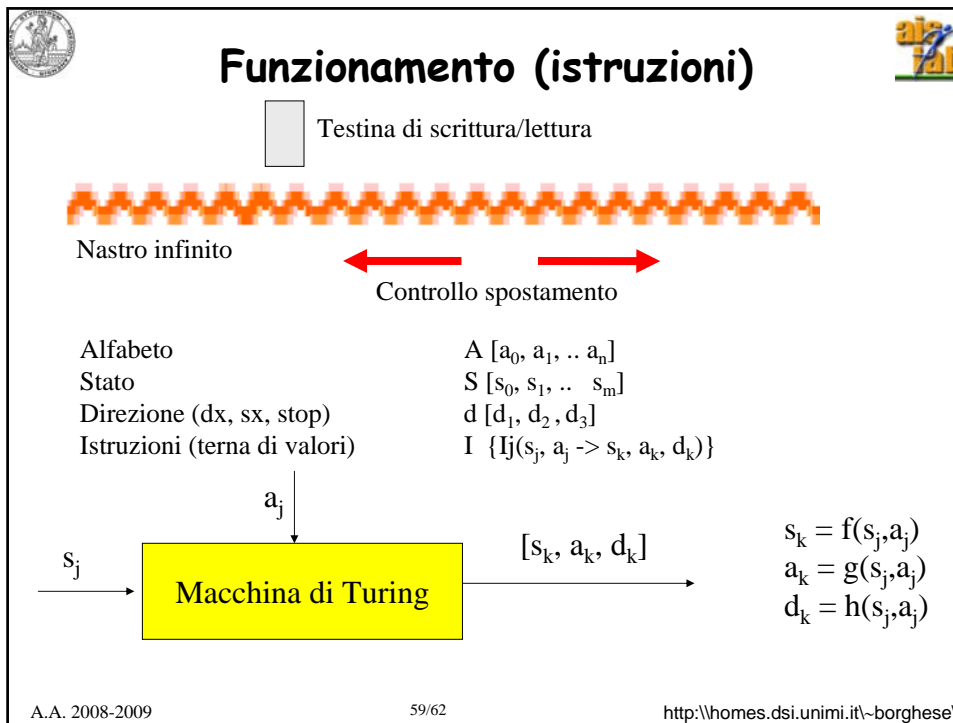 Funzionamento (istruzioni)
Testina di scrittura/lettura
Nastro infinito
Controllo spostamento
Alfabeto A [a₀, a₁, .. aₙ]
Stato S [s₀, s₁, .. sₘ]
Direzione (dx, sx, stop) d [d₁, d₂ , d₃]
Istruzioni (terna di valori) I {Ij(sⱼ, aⱼ -> sₖ, aₖ, dₖ)}
aⱼ
sⱼ
Macchina di Turing
[sₖ, aₖ, dₖ]
sₖ = f(sⱼ,aⱼ)
aₖ = g(sⱼ,aⱼ)
dₖ = h(sⱼ,aⱼ)
A.A. 2008-2009 59/62 http:\\homes.dsi.unimi.it\~borghese\